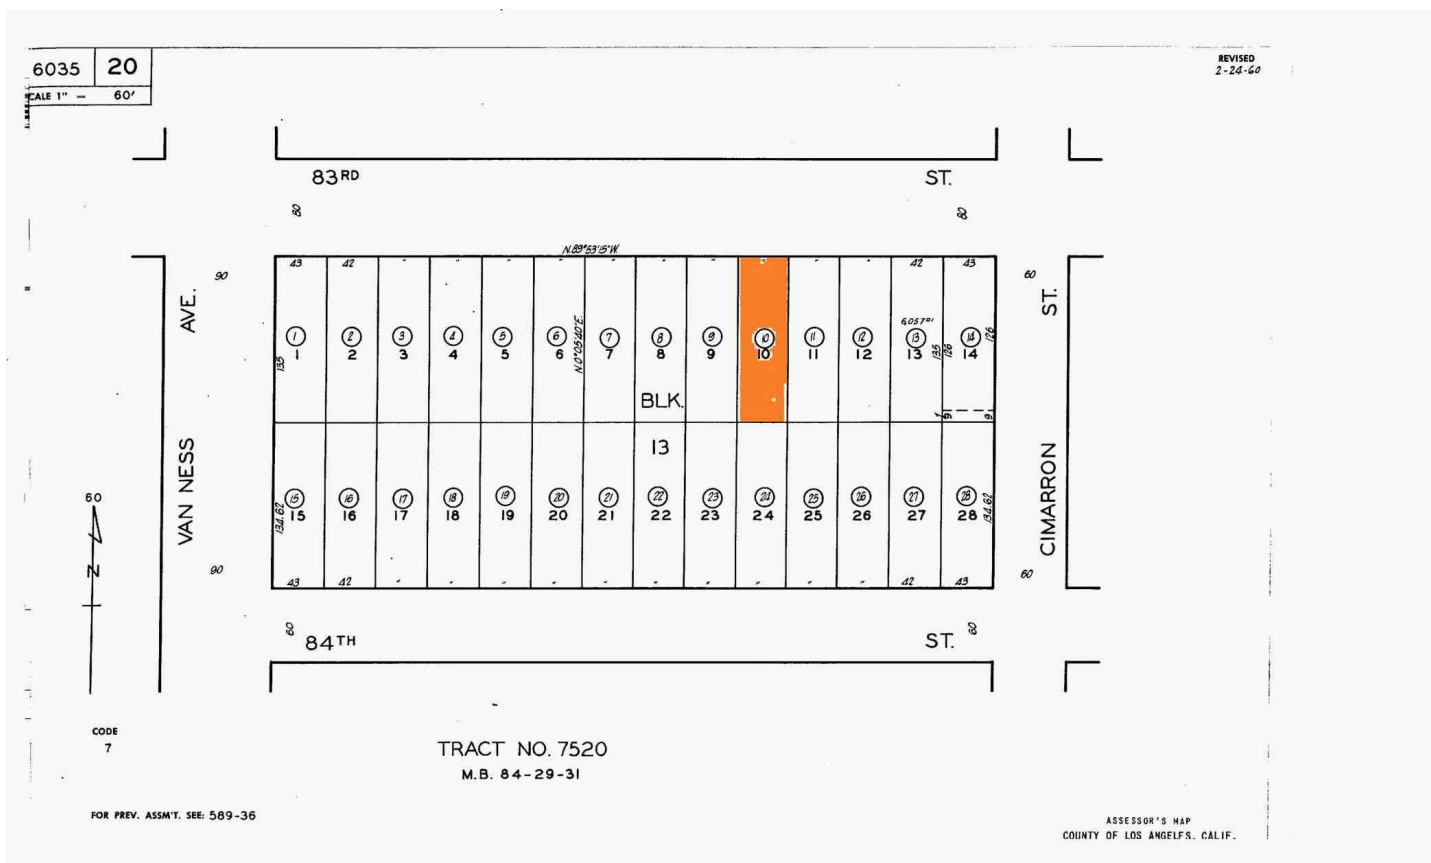 6035 20
SCALE 1" — 60'
REVISED
2-24-60
83RD ST.
80 80
N.89°53'15"W.
90 43 42 " " " " " " " " " " 42 43 60
VAN NESS AVE.
CIMARRON ST.
1 2 3 4 5 6 7 8 9 10 11 12 13 14
1 2 3 4 5 6 7 8 9 10 11 12 13 14
135
N.0°05'40"E.
6057
135
126
126
BLK.
9 9
13
15 16 17 18 19 20 21 22 23 24 25 26 27 28
15 16 17 18 19 20 21 22 23 24 25 26 27 28
134.62
134.62
60
N
90 43 42 " " " " " " " " " " 42 43 60
60 60
84TH ST.
CODE
7
TRACT NO. 7520
M.B. 84-29-31
FOR PREV. ASSM'T. SEE: 589-36
ASSESSOR'S MAP
COUNTY OF LOS ANGELES, CALIF.